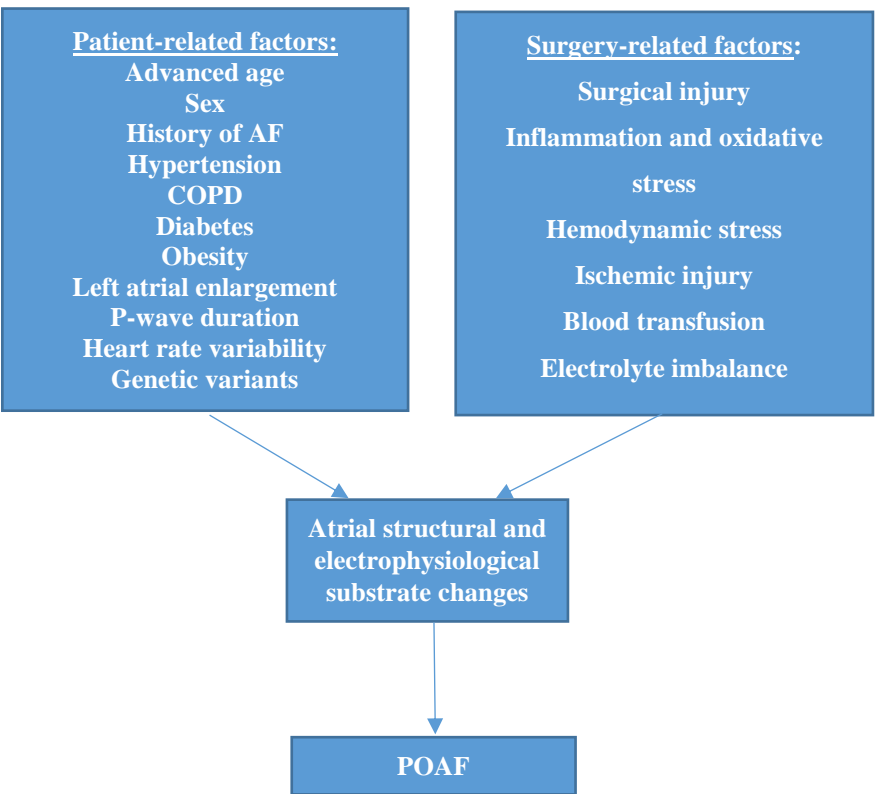 Patient-related factors:
Advanced age
Sex
History of AF
Hypertension
COPD
Diabetes
Obesity
Left atrial enlargement
P-wave duration
Heart rate variability
Genetic variants
Surgery-related factors:
Surgical injury
Inflammation and oxidative
stress
Hemodynamic stress
Ischemic injury
Blood transfusion
Electrolyte imbalance
Atrial structural and
electrophysiological
substrate changes
POAF